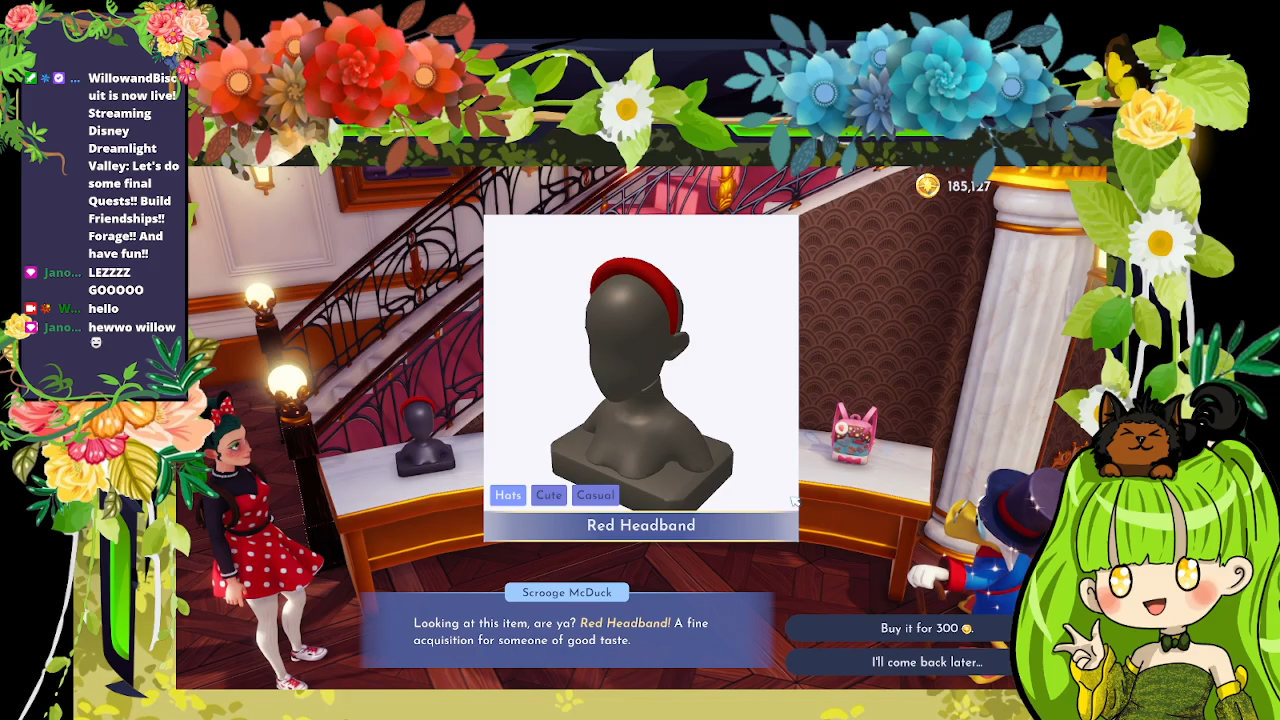 ... WillowandBisc
uit is now live!
Streaming
Disney
Dreamlight
Valley: Let's do
some final
Quests!! Build
Friendships!!
Forage!! And
have fun!!
Jano... LEZZZZ
GOOOOO
W... hello
Jano... hewwo willow
185,127
Hats Cute Casual
Red Headband
Scrooge McDuck
Looking at this item, are ya? Red Headband! A fine
acquisition for someone of good taste.
Buy it for 300 .
I'll come back later...